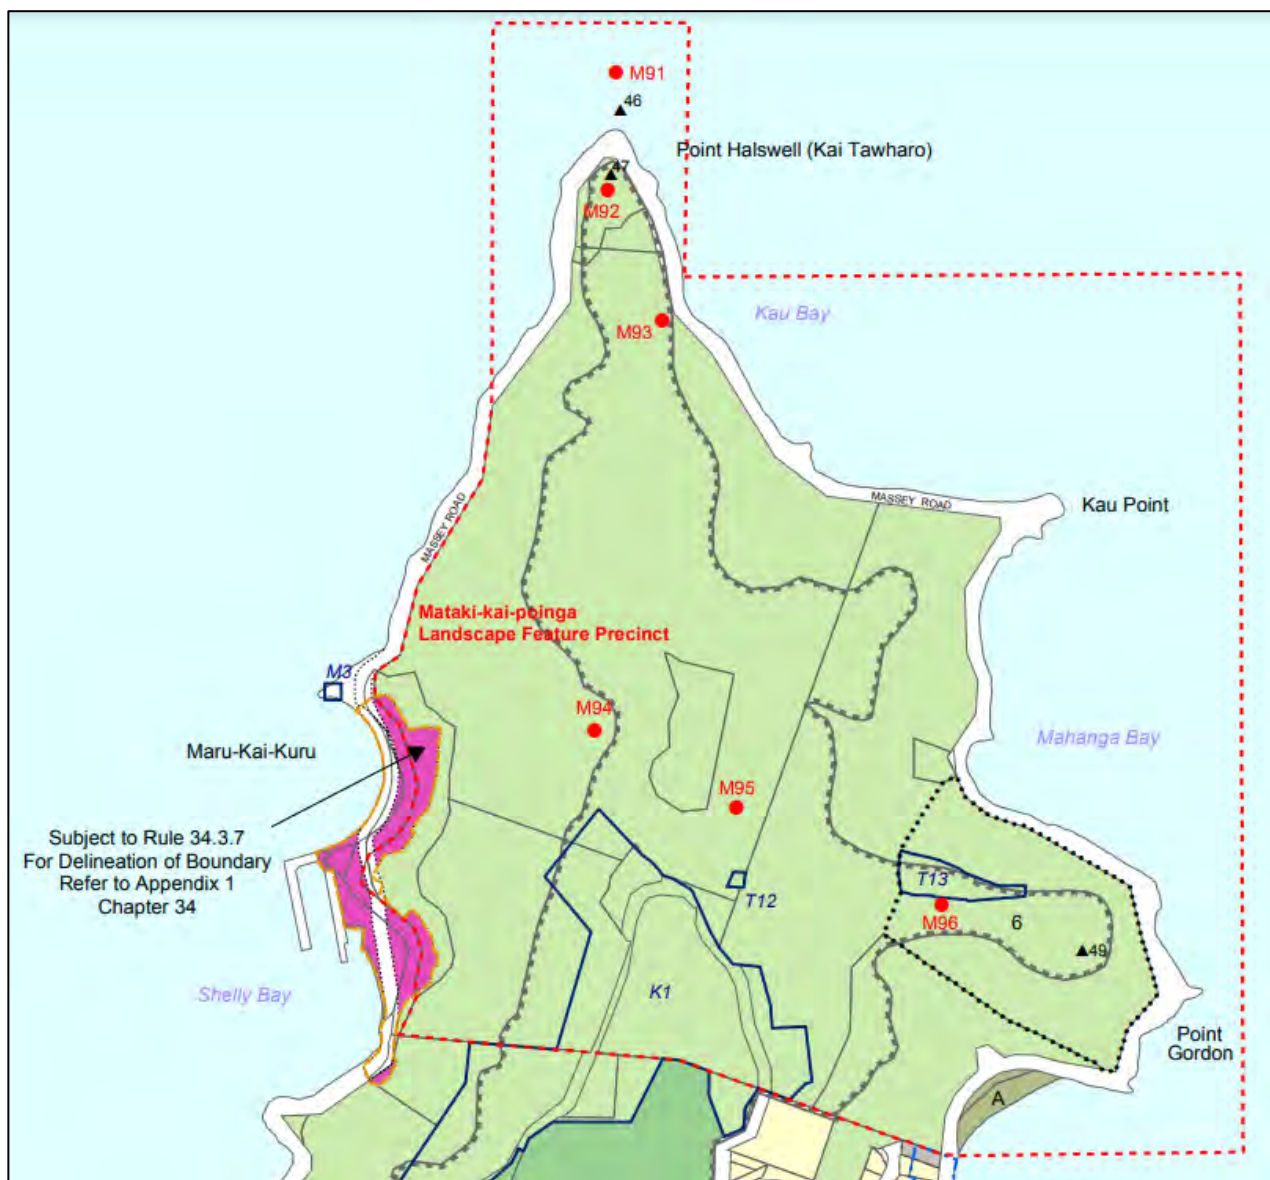 M91
46
Point Halswell (Kai Tawharo)
47
M92
Kau Bay
M93
MASSEY ROAD
MASSEY ROAD
Kau Point
Mataki-kai-poinga
Landscape Feature Precinct
M3
M94
Maru-Kai-Kuru
Mahanga Bay
M95
Subject to Rule 34.3.7
For Delineation of Boundary
Refer to Appendix 1
Chapter 34
T13
T12
M96
6
49
K1
Shelly Bay
Point
Gordon
A